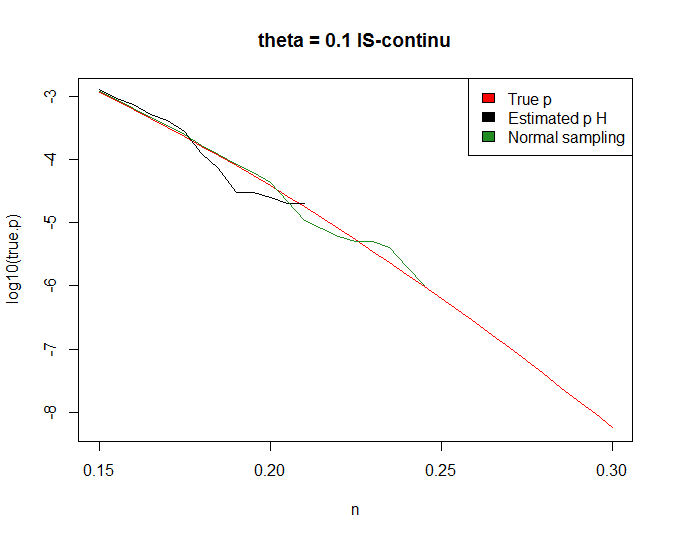 theta = 0.1 IS-continu
True p
Estimated p H
Normal sampling
log10(true.p)
-3
-4
-5
-6
-7
-8
0.15 0.20 0.25 0.30
n